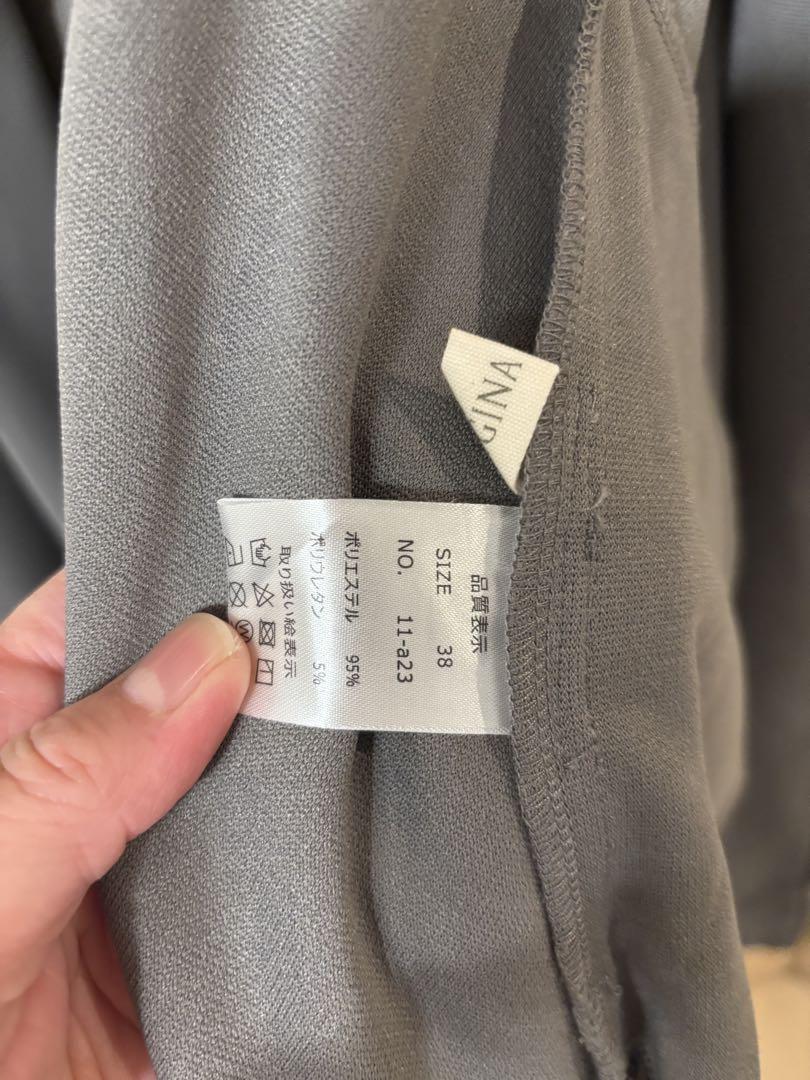 GINA
品質表示
SIZE 38
NO. 11-a23
ポリエステル 95%
ポリウレタン 5%
取り扱い絵表示
W